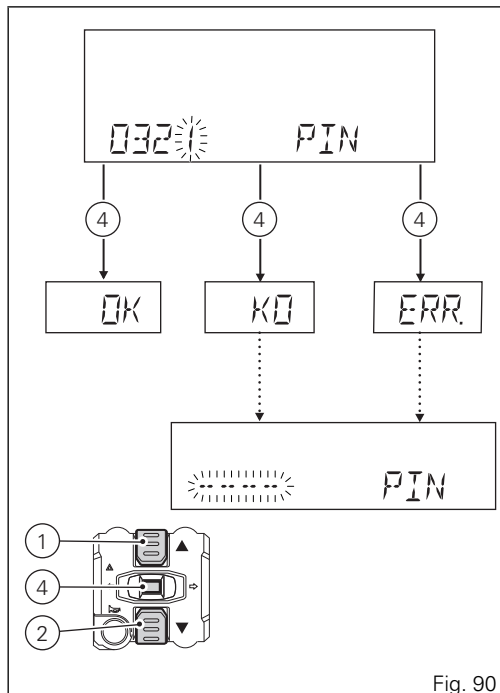 0321 PIN
4 4 4
OK KO ERR.
---- PIN
1
4
2
Fig. 90